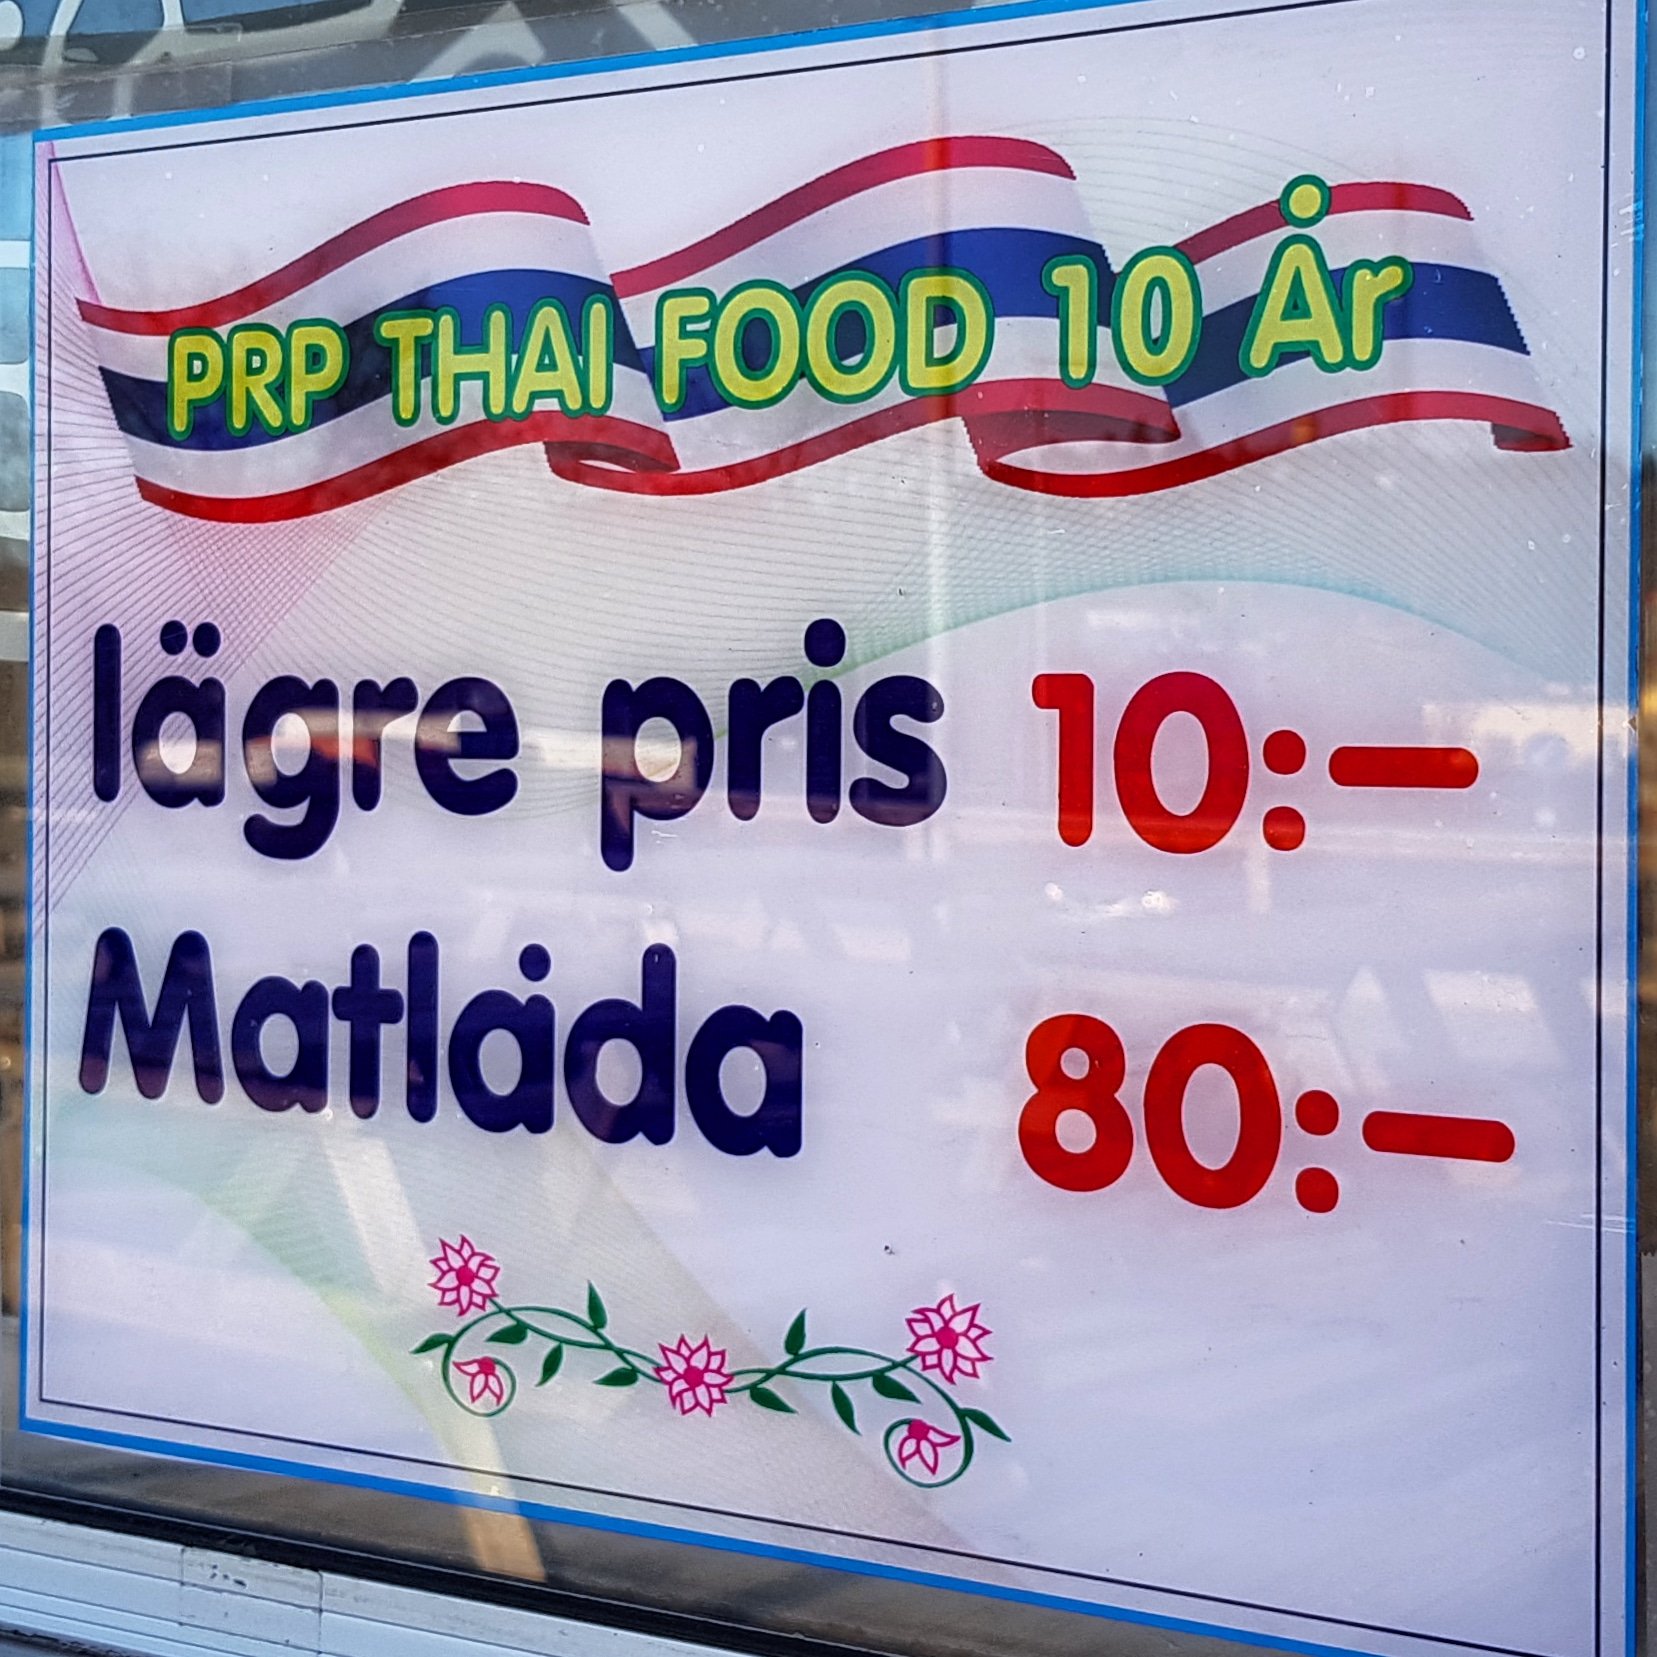 PRP THAI FOOD 10 År
lägre pris 10:-
Matlåda 80:-